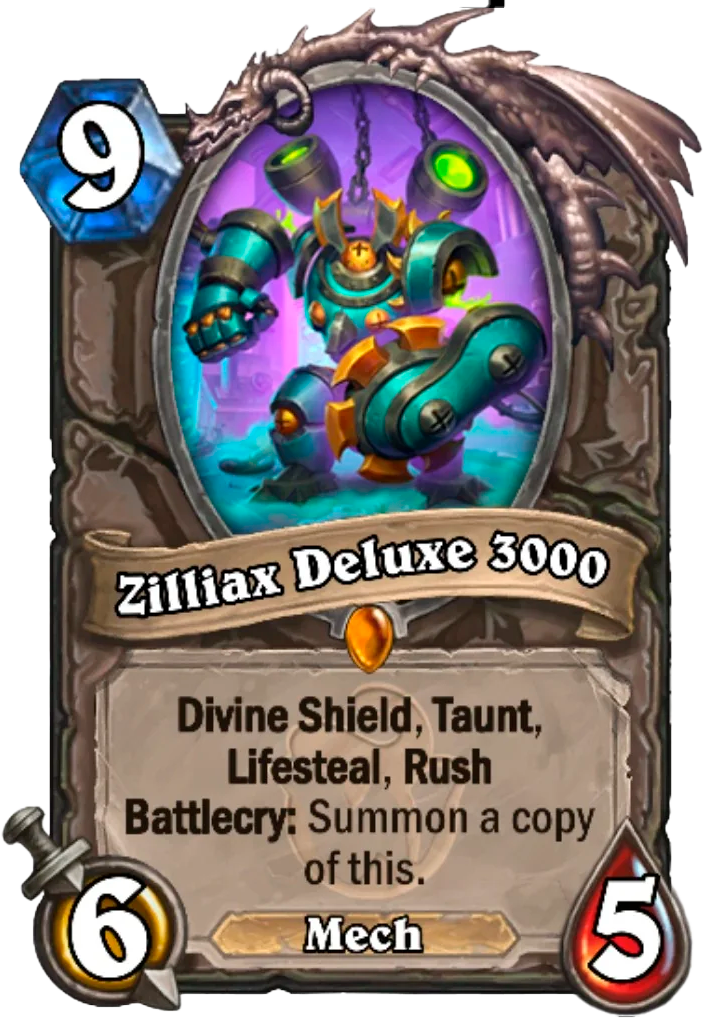 9
Zilliax Deluxe 3000
Divine Shield, Taunt,
Lifesteal, Rush
Battlecry: Summon a copy
of this.
6
Mech
5